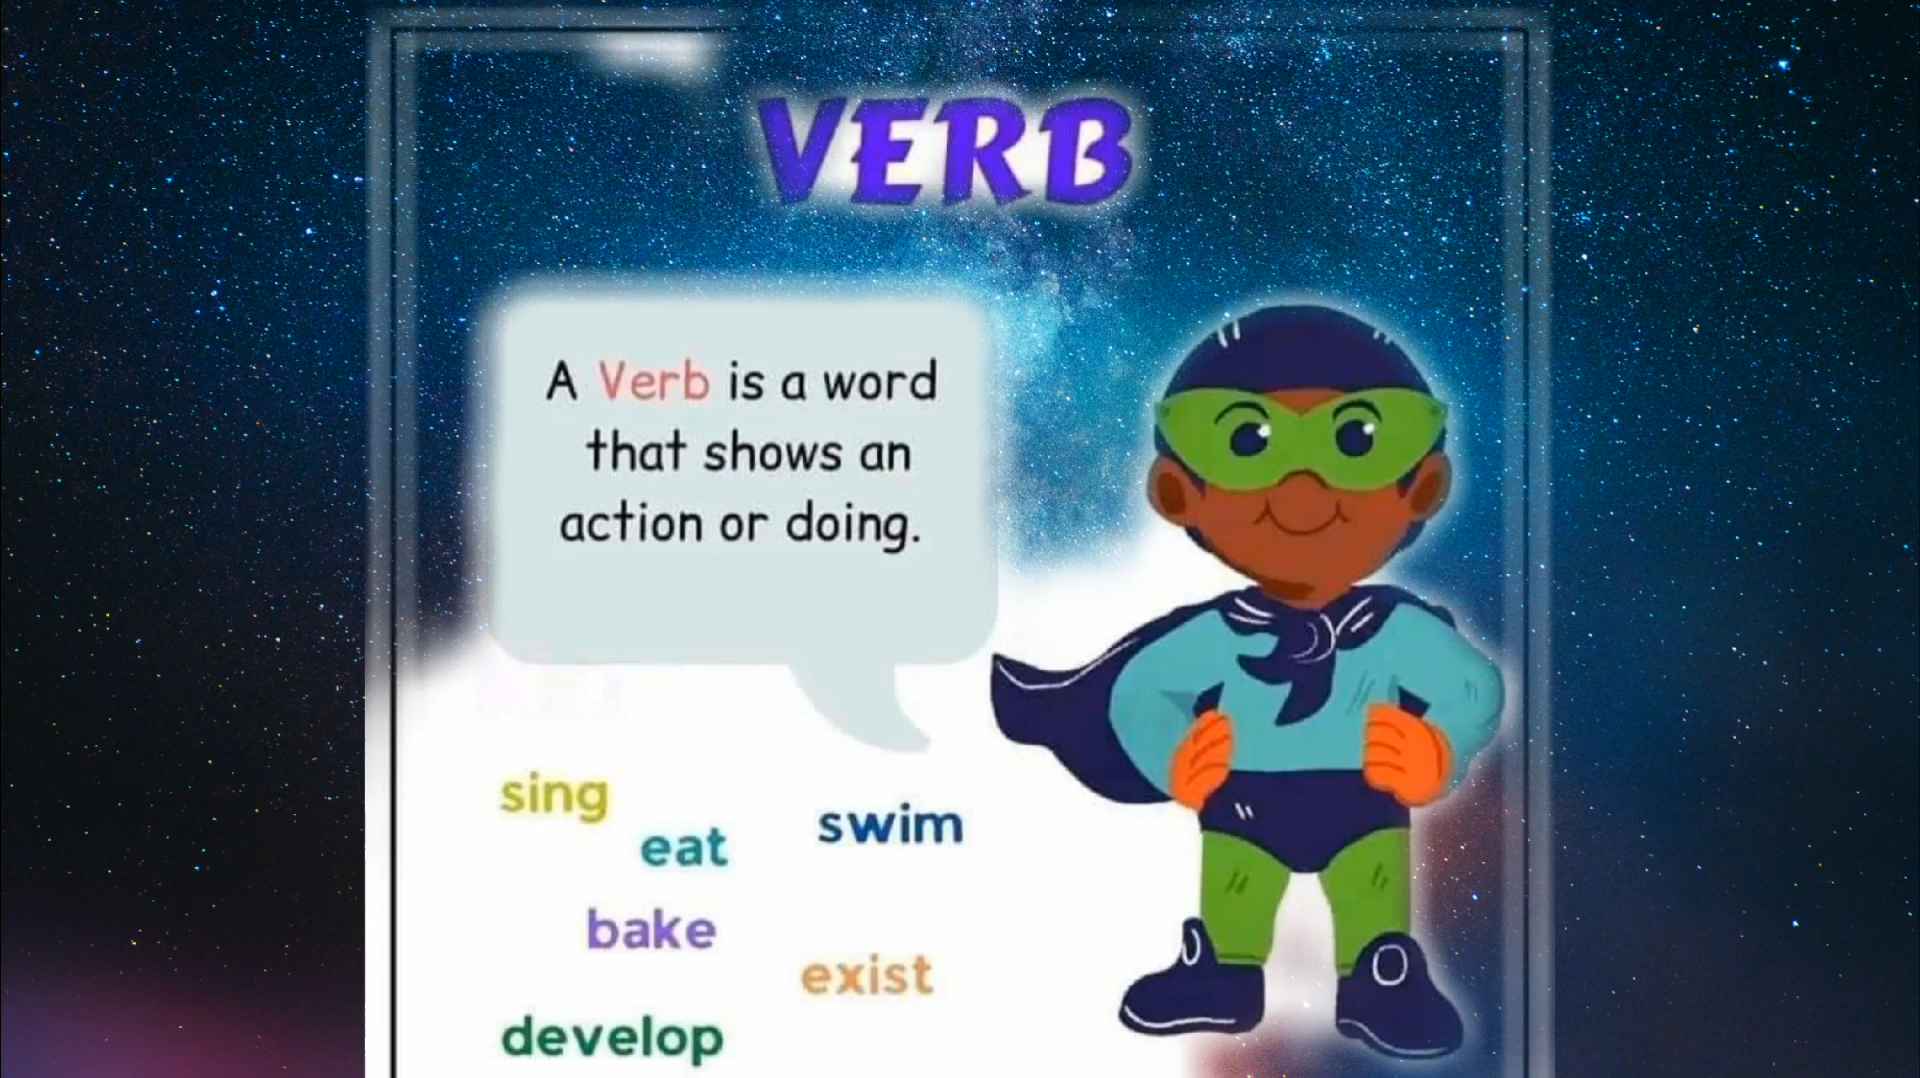 VERB
A Verb is a word
that shows an
action or doing.
sing
eat
swim
bake
exist
develop